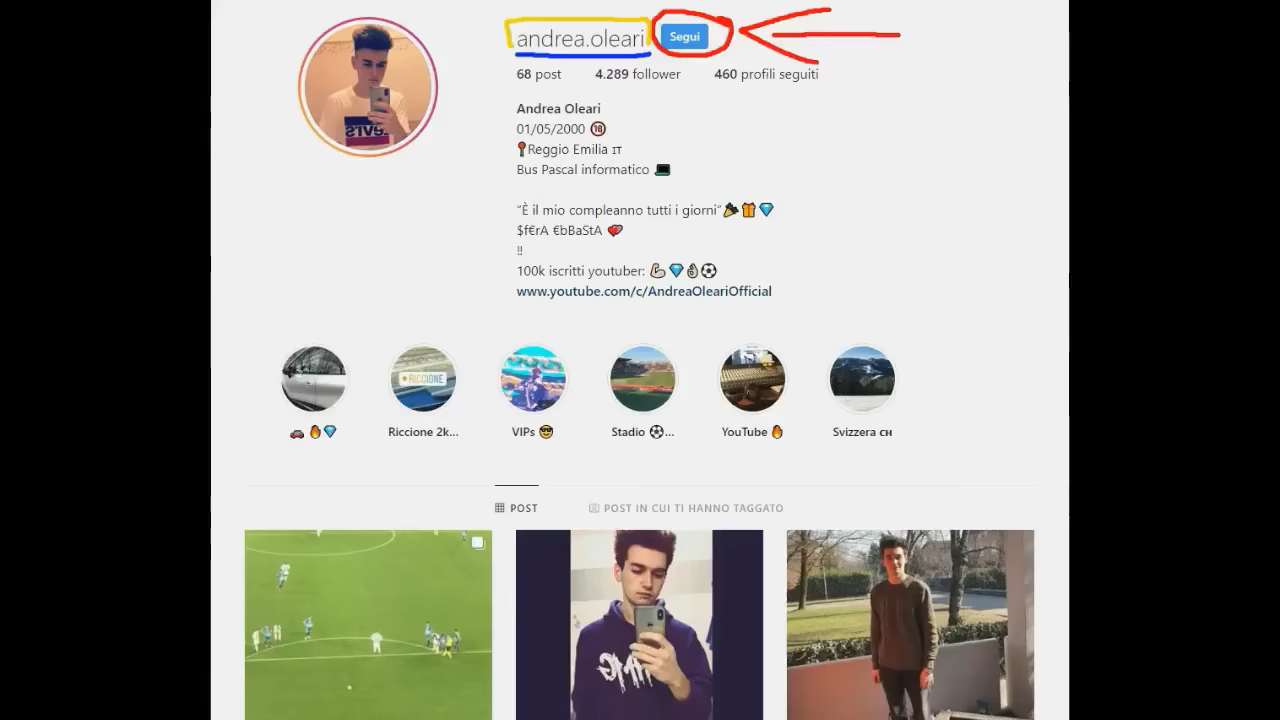 andrea.oleari Segui
68 post 4.289 follower 460 profili seguiti
Andrea Oleari
01/05/2000 🔞
📍Reggio Emilia IT
Bus Pascal informatico 💻
“È il mio compleanno tutti i giorni”🎉🎁💎
$f€rA €bBaStA 💕
!!
100k iscritti youtuber: 💪💎👌⚽
www.youtube.com/c/AndreaOleariOfficial
RICCIONE
🚗🔥💎 Riccione 2k... VIPs 😎 Stadio ⚽... YouTube 🔥 Svizzera CH
POST POST IN CUI TI HANNO TAGGATO